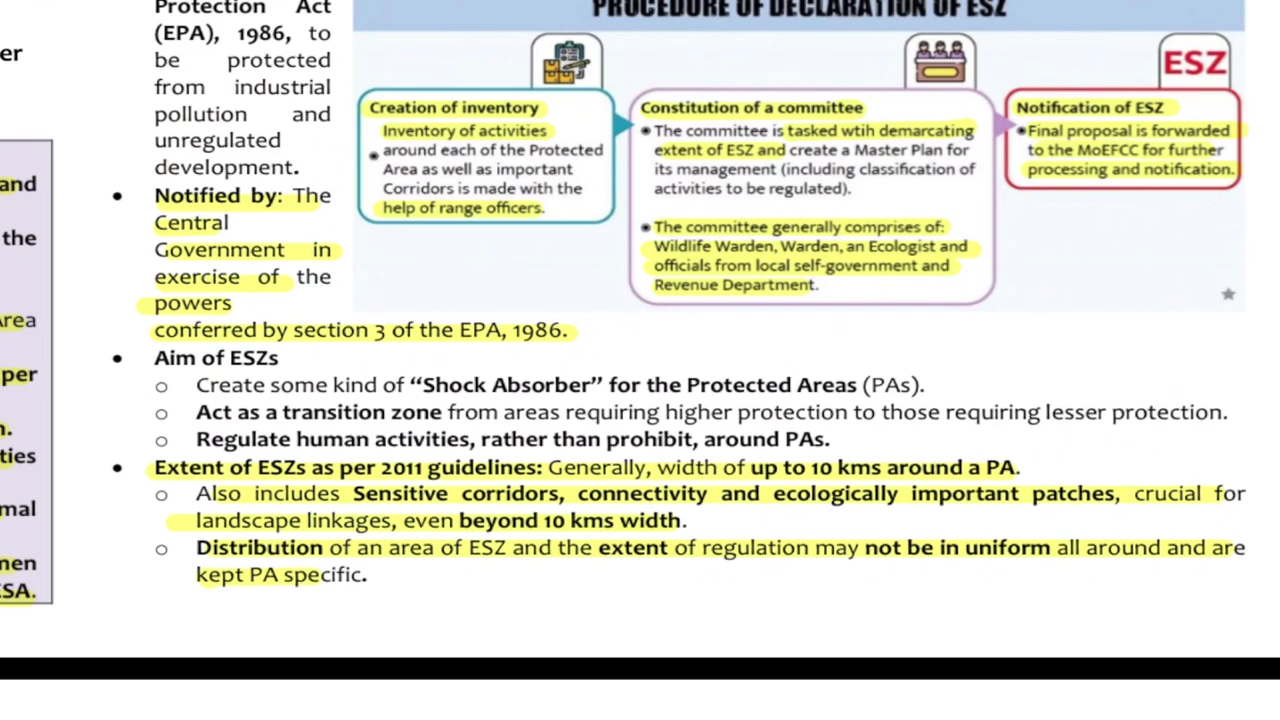 er
and
the
Area
per
n.
ties
mal
men
ESA.
Protection Act
(EPA), 1986, to
be protected
from industrial
pollution and
unregulated
development.
• Notified by: The
Central
Government in
exercise of the
powers
conferred by section 3 of the EPA, 1986.
PROCEDURE OF DECLARATION OF ESZ
Creation of inventory
Inventory of activities
• around each of the Protected
Area as well as important
Corridors is made with the
help of range officers.
Constitution of a committee
• The committee is tasked wtih demarcating
extent of ESZ and create a Master Plan for
its management (including classification of
activities to be regulated).
• The committee generally comprises of:
Wildlife Warden, Warden, an Ecologist and
officials from local self-government and
Revenue Department.
ESZ
Notification of ESZ
• Final proposal is forwarded
to the MoEFCC for further
processing and notification.
• Aim of ESZs
o Create some kind of “Shock Absorber” for the Protected Areas (PAs).
o Act as a transition zone from areas requiring higher protection to those requiring lesser protection.
o Regulate human activities, rather than prohibit, around PAs.
• Extent of ESZs as per 2011 guidelines: Generally, width of up to 10 kms around a PA.
o Also includes Sensitive corridors, connectivity and ecologically important patches, crucial for
landscape linkages, even beyond 10 kms width.
o Distribution of an area of ESZ and the extent of regulation may not be in uniform all around and are
kept PA specific.